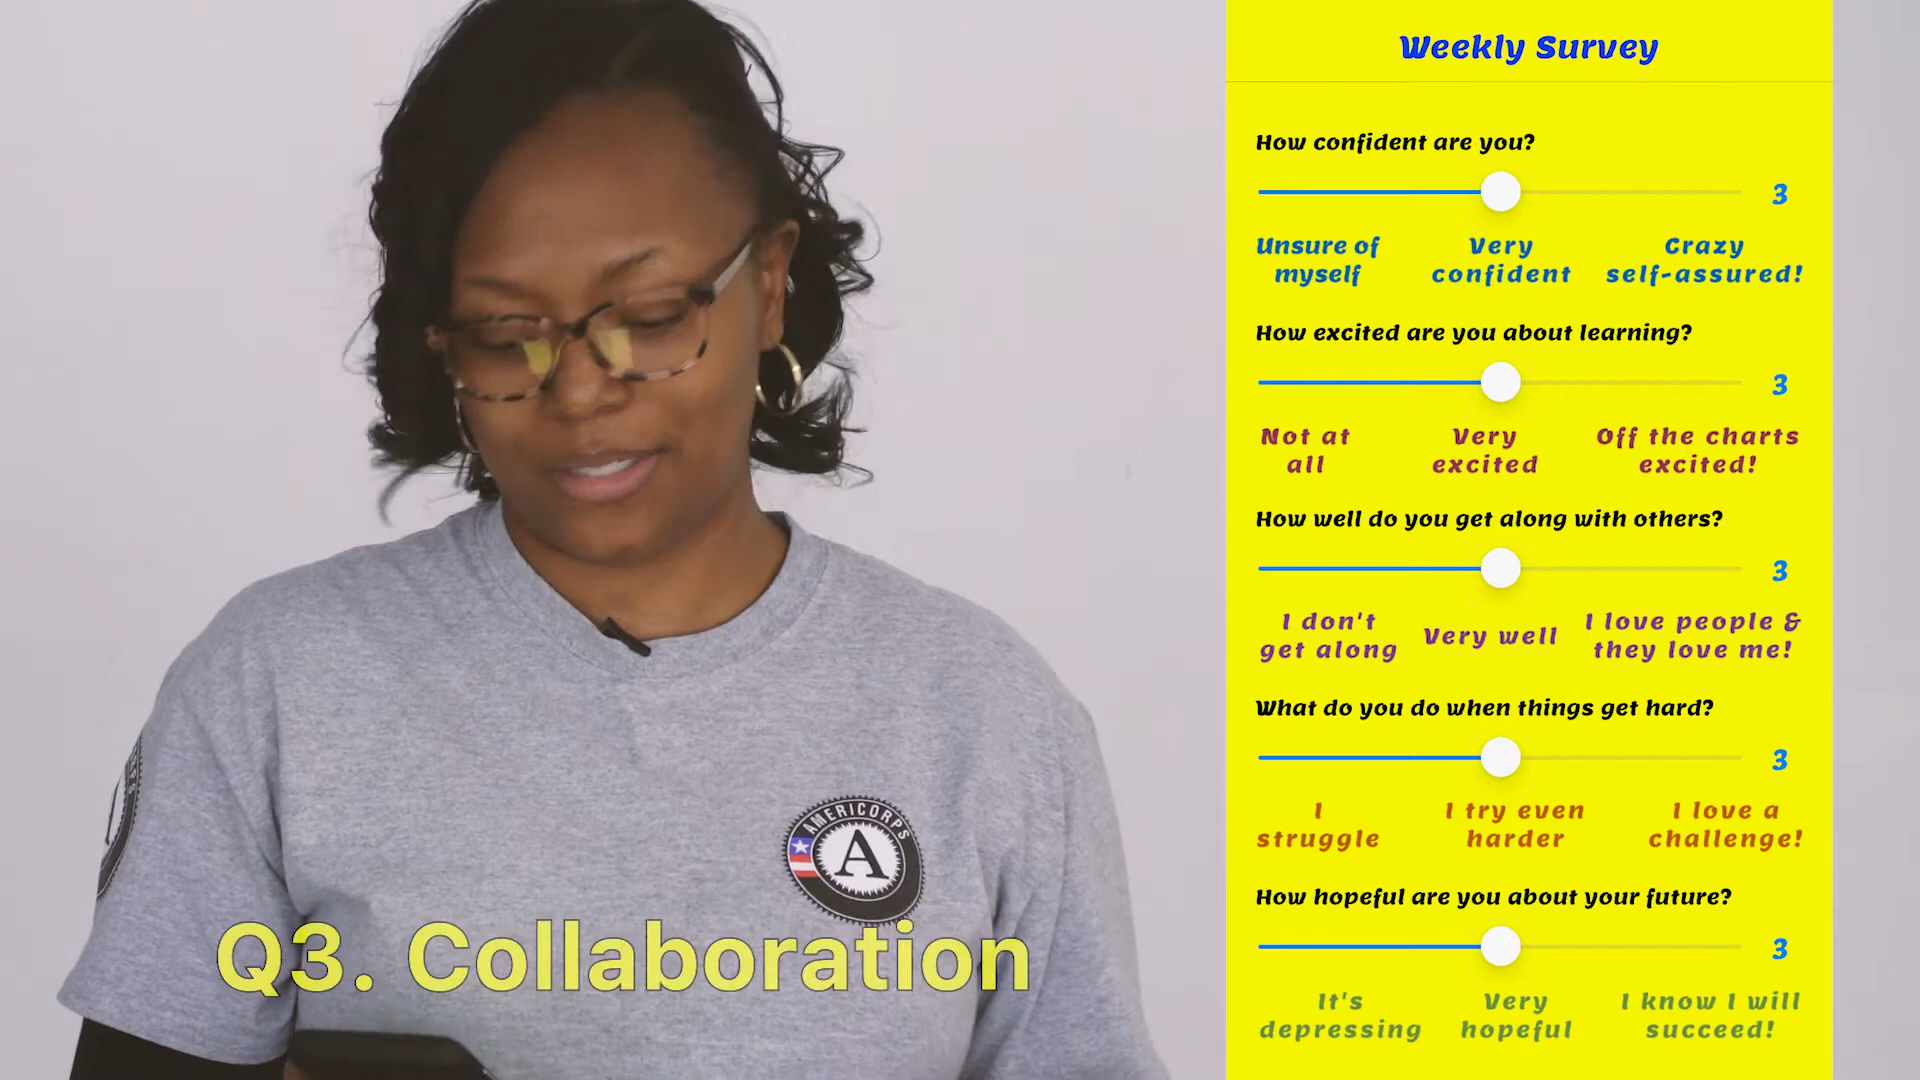 Weekly Survey
How confident are you?
3
Unsure of myself
Very confident
Crazy self-assured!
How excited are you about learning?
3
Not at all
Very excited
Off the charts excited!
How well do you get along with others?
3
I don't get along
Very well
I love people & they love me!
What do you do when things get hard?
3
I struggle
I try even harder
I love a challenge!
How hopeful are you about your future?
3
It's depressing
Very hopeful
I know I will succeed!
AMERICORPS
A
Q3. Collaboration